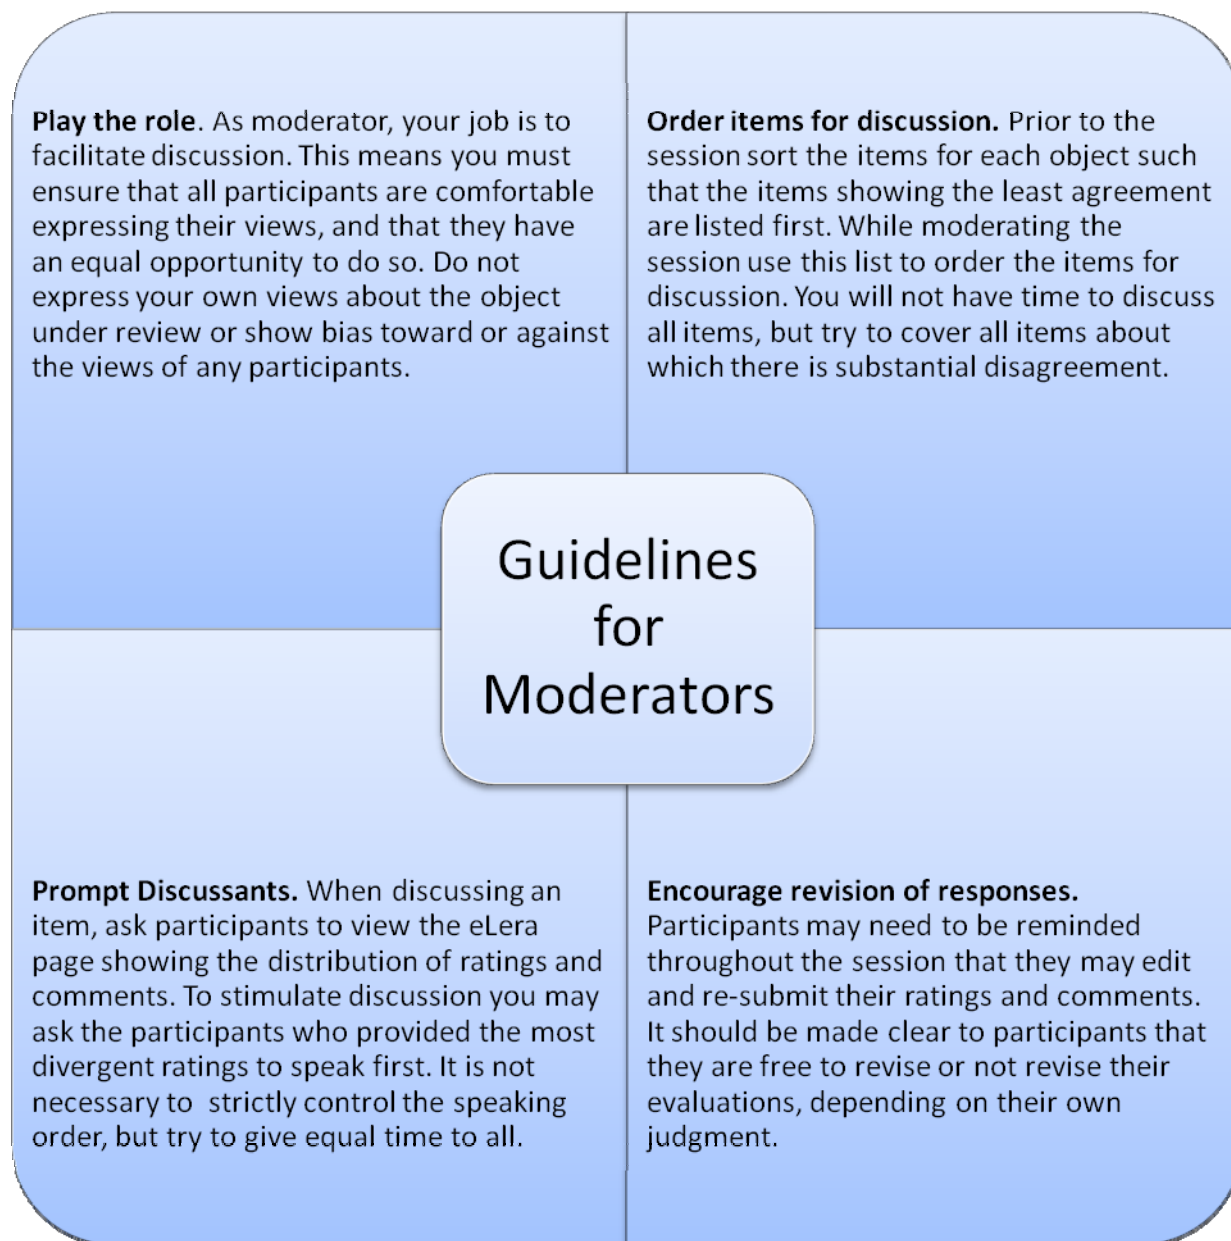 Play the role. As moderator, your job is to
facilitate discussion. This means you must
ensure that all participants are comfortable
expressing their views, and that they have
an equal opportunity to do so. Do not
express your own views about the object
under review or show bias toward or against
the views of any participants.
Order items for discussion. Prior to the
session sort the items for each object such
that the items showing the least agreement
are listed first. While moderating the
session use this list to order the items for
discussion. You will not have time to discuss
all items, but try to cover all items about
which there is substantial disagreement.
Guidelines
for
Moderators
Prompt Discussants. When discussing an
item, ask participants to view the eLera
page showing the distribution of ratings and
comments. To stimulate discussion you may
ask the participants who provided the most
divergent ratings to speak first. It is not
necessary to  strictly control the speaking
order, but try to give equal time to all.
Encourage revision of responses.
Participants may need to be reminded
throughout the session that they may edit
and re-submit their ratings and comments.
It should be made clear to participants that
they are free to revise or not revise their
evaluations, depending on their own
judgment.